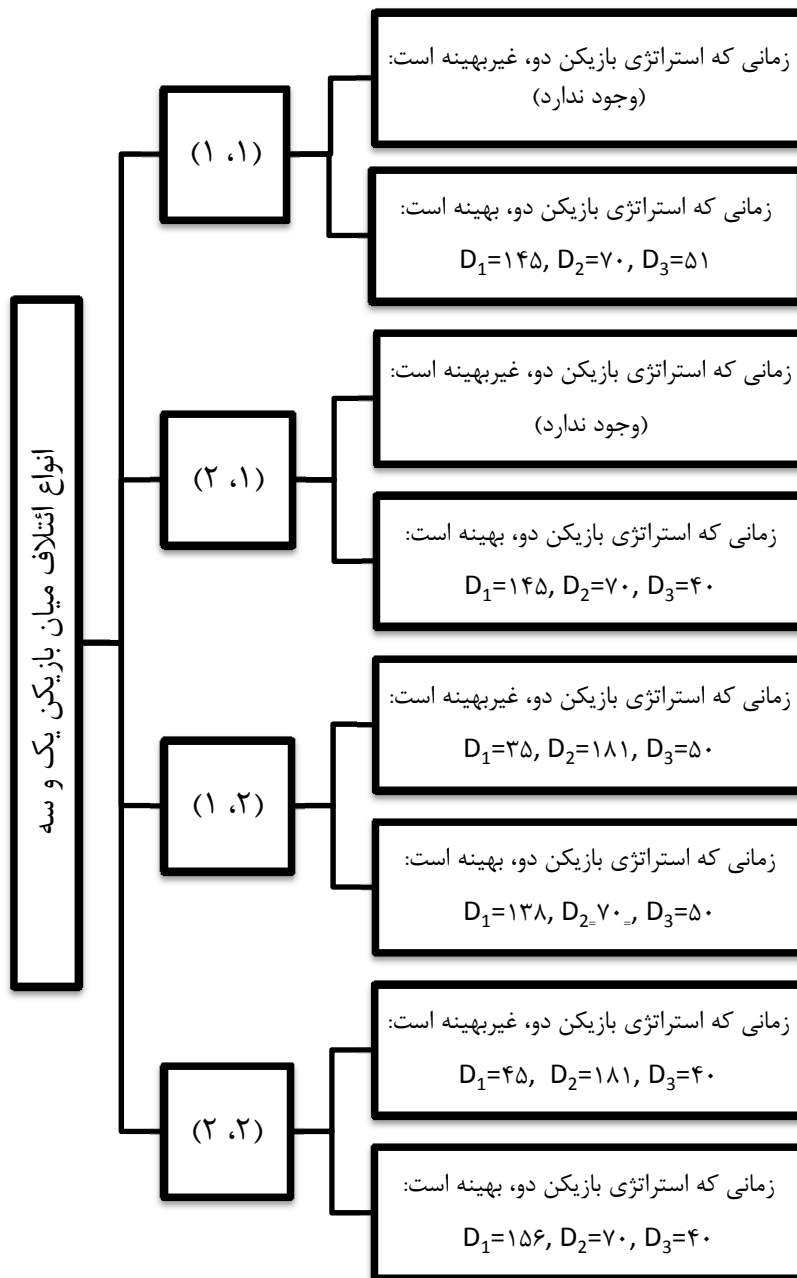 انواع ائتلاف میان بازیکن یک و سه
(۱ ،۱)
زمانی که استراتژی بازیکن دو، غیربهینه است:
(وجود ندارد)
زمانی که استراتژی بازیکن دو، بهینه است:
D₁=۱۴۵, D₂=۷۰, D₃=۵۱
(۲ ،۱)
زمانی که استراتژی بازیکن دو، غیربهینه است:
(وجود ندارد)
زمانی که استراتژی بازیکن دو، بهینه است:
D₁=۱۴۵, D₂=۷۰, D₃=۴۰
(۱ ،۲)
زمانی که استراتژی بازیکن دو، غیربهینه است:
D₁=۳۵, D₂=۱۸۱, D₃=۵۰
زمانی که استراتژی بازیکن دو، بهینه است:
D₁=۱۳۸, D₂₌۷۰₌, D₃=۵۰
(۲ ،۲)
زمانی که استراتژی بازیکن دو، غیربهینه است:
D₁=۴۵, D₂=۱۸۱, D₃=۴۰
زمانی که استراتژی بازیکن دو، بهینه است:
D₁=۱۵۶, D₂=۷۰, D₃=۴۰